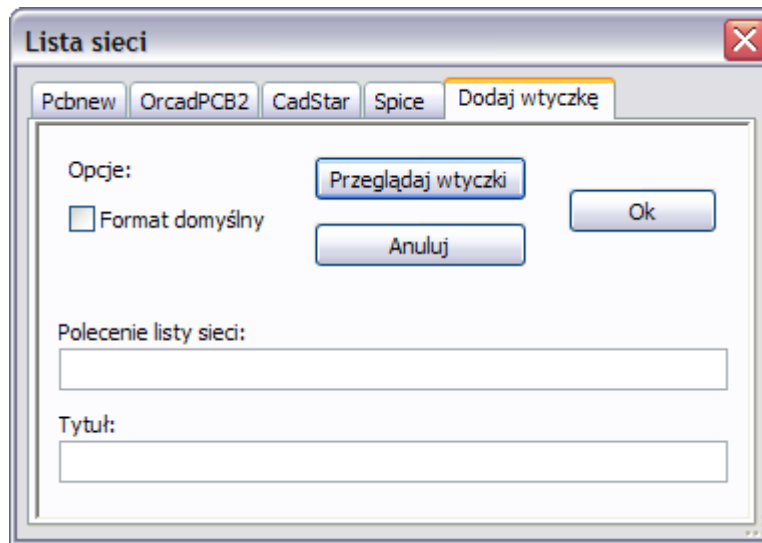 Lista sieci
Pcbnew OrcadPCB2 CadStar Spice Dodaj wtyczkę
Opcje:
Przeglądaj wtyczki
Format domyślny
Ok
Anuluj
Polecenie listy sieci:
Tytuł: